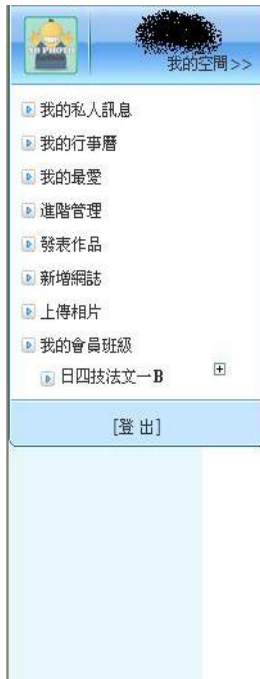 NO PHOTO
我的空間>>
我的私人訊息
我的行事曆
我的最愛
進階管理
發表作品
新增網誌
上傳相片
我的會員班級
日四技法文一B
[登 出]